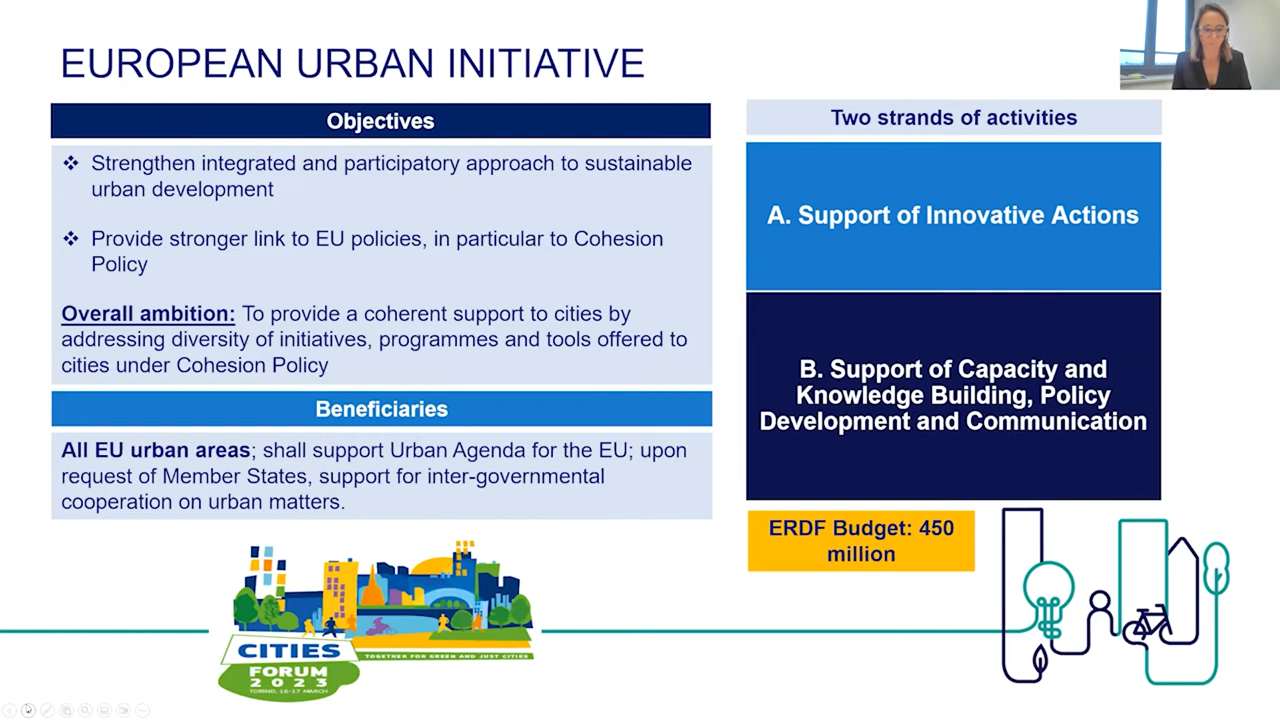 EUROPEAN URBAN INITIATIVE
Objectives
❖ Strengthen integrated and participatory approach to sustainable
urban development
❖ Provide stronger link to EU policies, in particular to Cohesion
Policy
Overall ambition: To provide a coherent support to cities by
addressing diversity of initiatives, programmes and tools offered to
cities under Cohesion Policy
Beneficiaries
All EU urban areas; shall support Urban Agenda for the EU; upon
request of Member States, support for inter-governmental
cooperation on urban matters.
Two strands of activities
A. Support of Innovative Actions
B. Support of Capacity and
Knowledge Building, Policy
Development and Communication
ERDF Budget: 450
million
CITIES
FORUM
2023
TORINO, 16-17 MARCH
TOGETHER FOR GREEN AND JUST CITIES